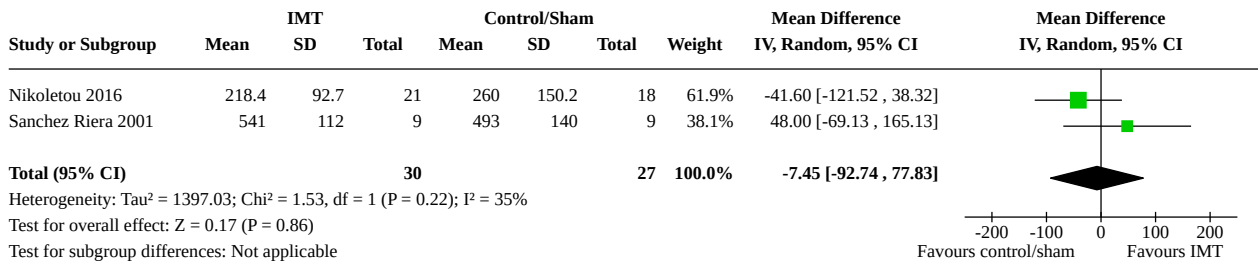 IMT Control/Sham Mean Difference Mean Difference
Study or Subgroup Mean SD Total Mean SD Total Weight IV, Random, 95% CI IV, Random, 95% CI
Nikoletou 2016 218.4 92.7 21 260 150.2 18 61.9% -41.60 [-121.52 , 38.32]
Sanchez Riera 2001 541 112 9 493 140 9 38.1% 48.00 [-69.13 , 165.13]
Total (95% CI) 30 27 100.0% -7.45 [-92.74 , 77.83]
Heterogeneity: Tau² = 1397.03; Chi² = 1.53, df = 1 (P = 0.22); I² = 35%
Test for overall effect: Z = 0.17 (P = 0.86)
-200 -100 0 100 200
Test for subgroup differences: Not applicable Favours control/sham Favours IMT